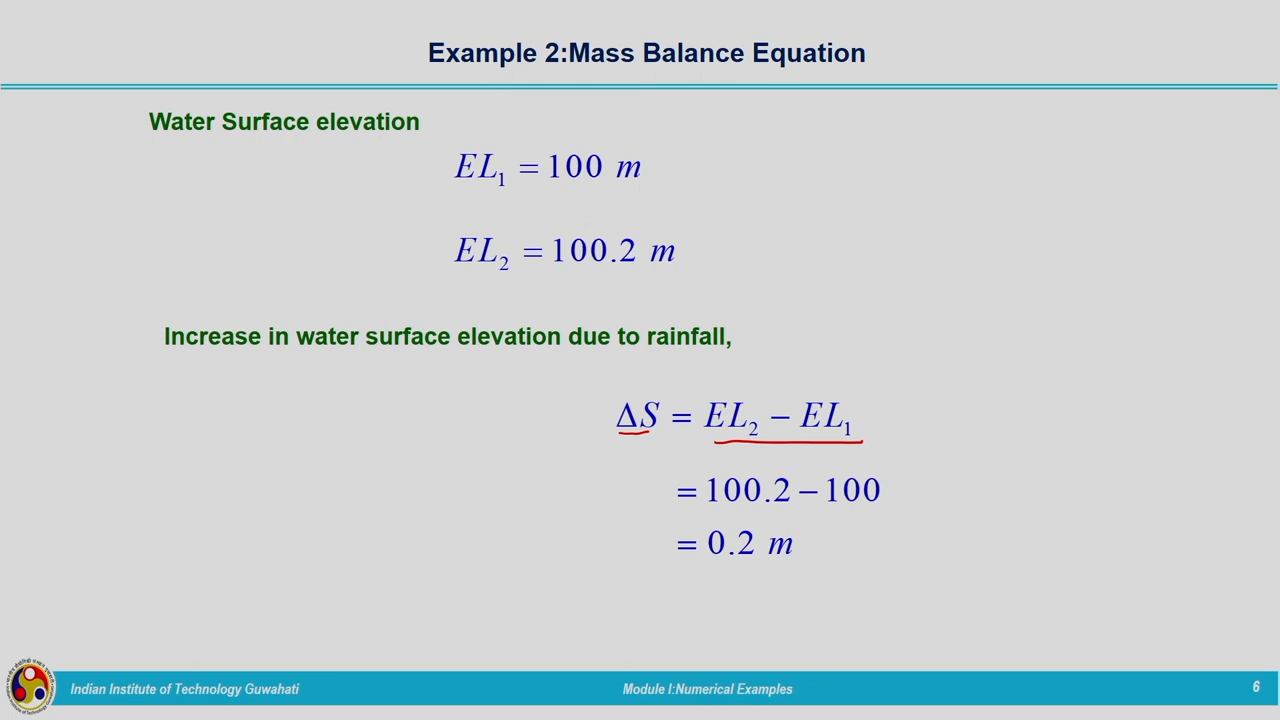 Example 2:Mass Balance Equation
Water Surface elevation
EL₁ = 100 m
EL₂ = 100.2 m
Increase in water surface elevation due to rainfall,
ΔS = EL₂ − EL₁
= 100.2 − 100
= 0.2 m
Indian Institute of Technology Guwahati
Module I:Numerical Examples
6